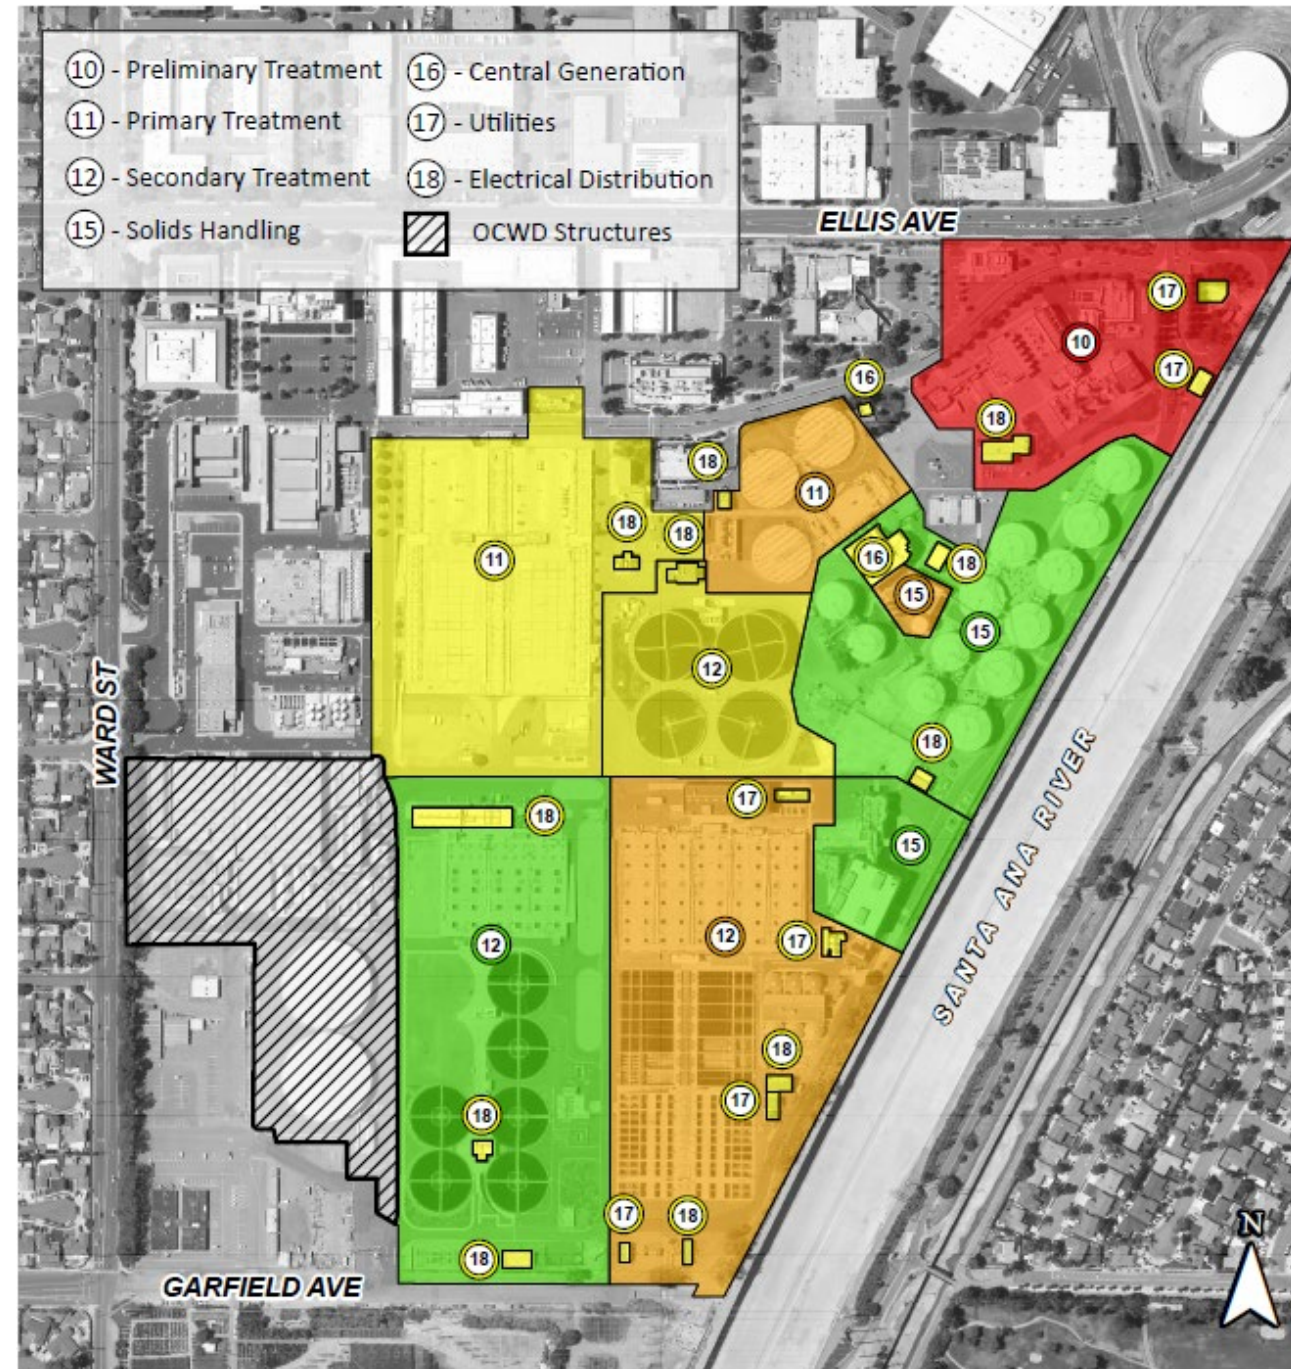 10 - Preliminary Treatment
11 - Primary Treatment
12 - Secondary Treatment
15 - Solids Handling
16 - Central Generation
17 - Utilities
18 - Electrical Distribution
OCWD Structures
ELLIS AVE
17
10
17
16
18
18
11
18
18
11
16
18
15
15
12
WARD ST
18
17
18
15
12
12
17
SANTA ANA RIVER
18
17
18
17
18
18
N
GARFIELD AVE